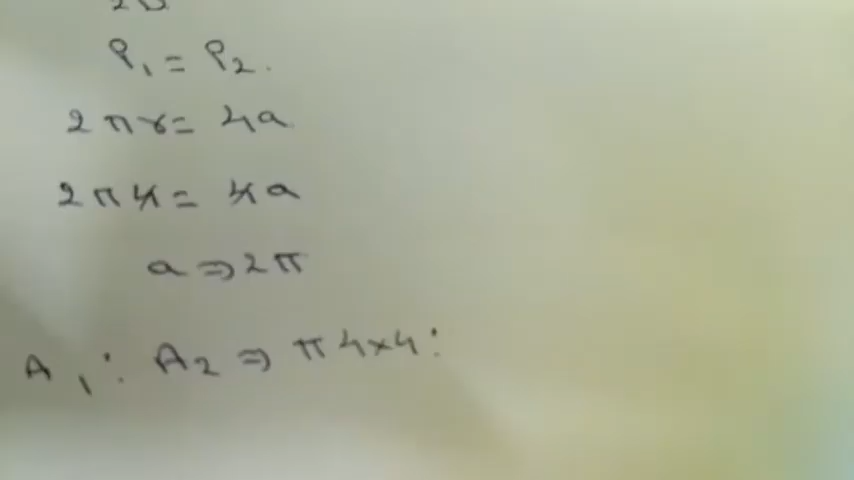 P₁ = P₂.
2πr = 4a
2π4 = 4a
a ⇒ 2π
A₁ : A₂ ⇒ π4×4 :